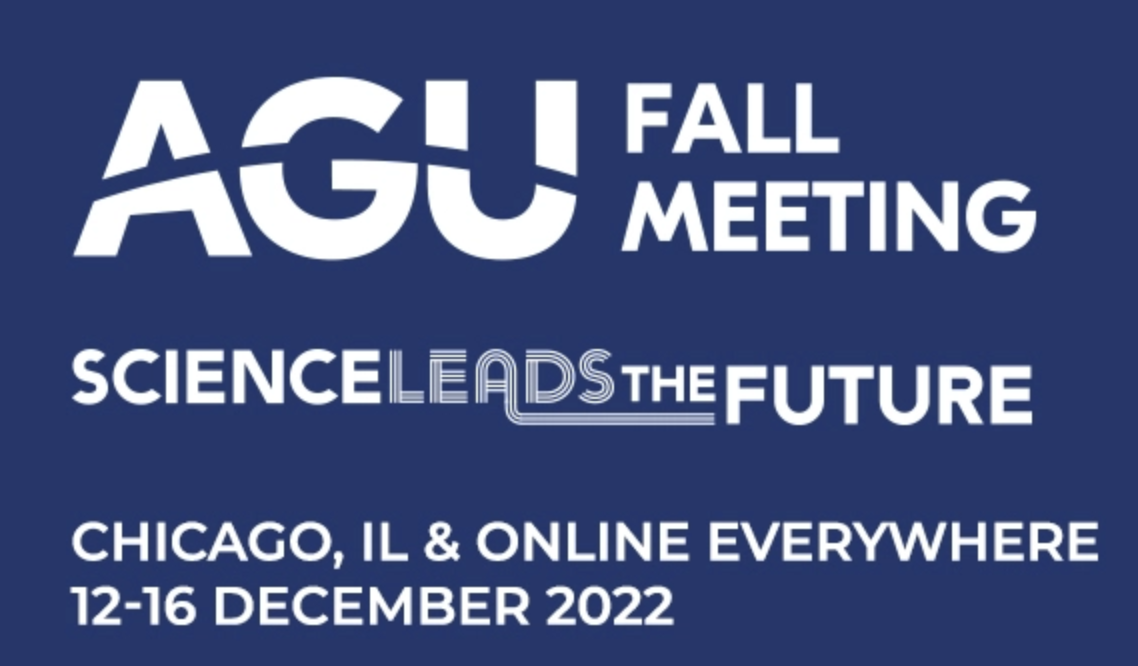 AGU FALL MEETING
SCIENCE LEADS THE FUTURE
CHICAGO, IL & ONLINE EVERYWHERE
12-16 DECEMBER 2022